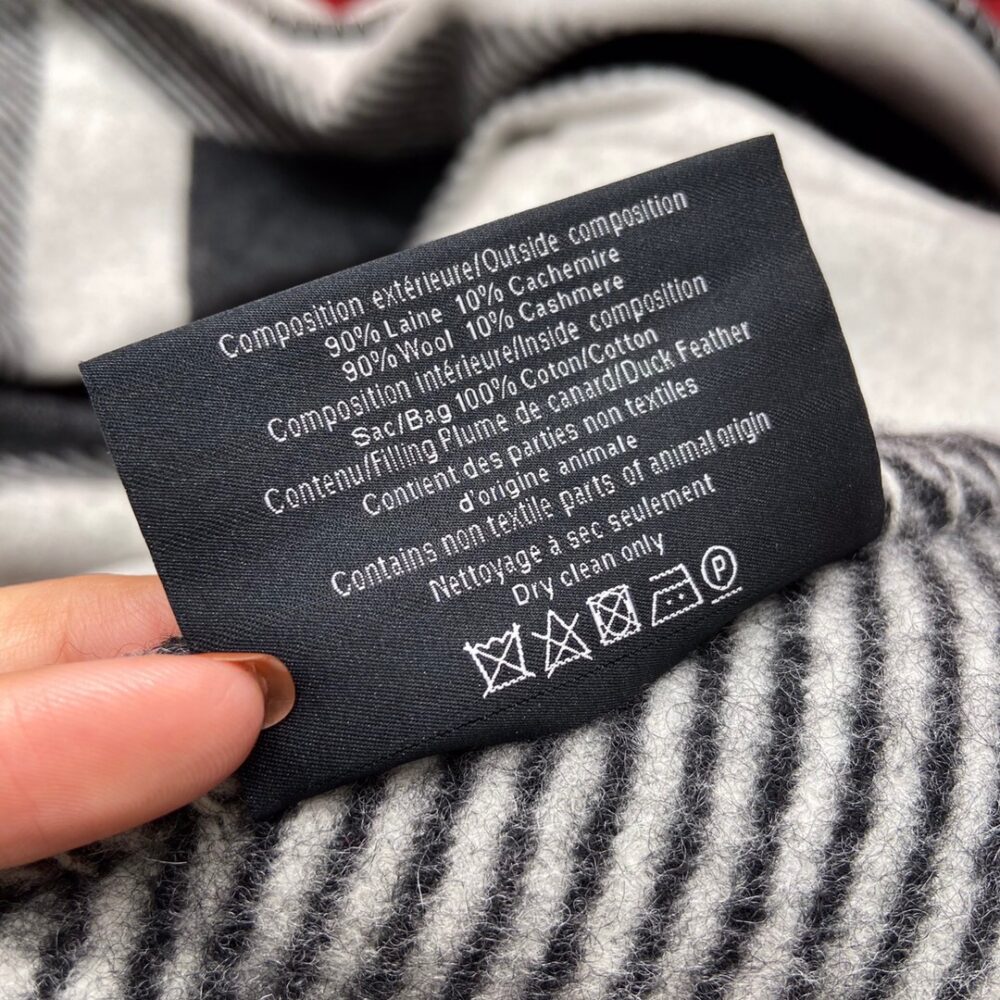 Composition extérieure/Outside composition
90% Laine 10% Cachemire
90% Wool 10% Cashmere
Composition intérieure/Inside composition
Sac/Bag 100% Coton/Cotton
Contenu/Filling Plume de canard/Duck Feather
Contient des parties non textiles
d'origine animale
Contains non textile parts of animal origin
Nettoyage à sec seulement
Dry clean only
P